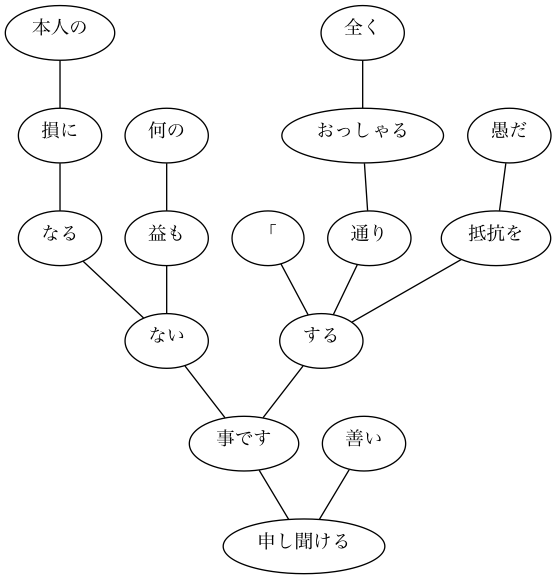 本人の
全く
損に
何の
おっしゃる
愚だ
なる
益も
「
通り
抵抗を
ない
する
事です
善い
申し聞ける